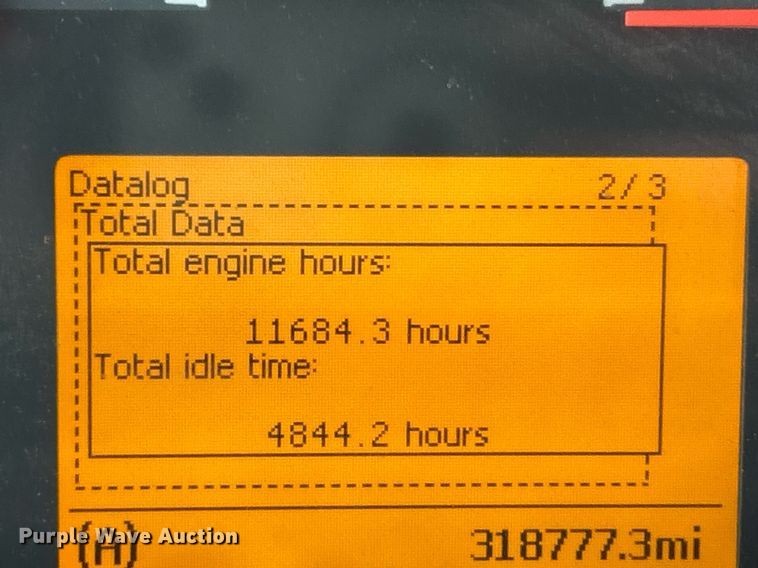 Datalog 2/3
Total Data
Total engine hours:
11684.3 hours
Total idle time:
4844.2 hours
(A) 318777.3mi
Purple Wave Auction